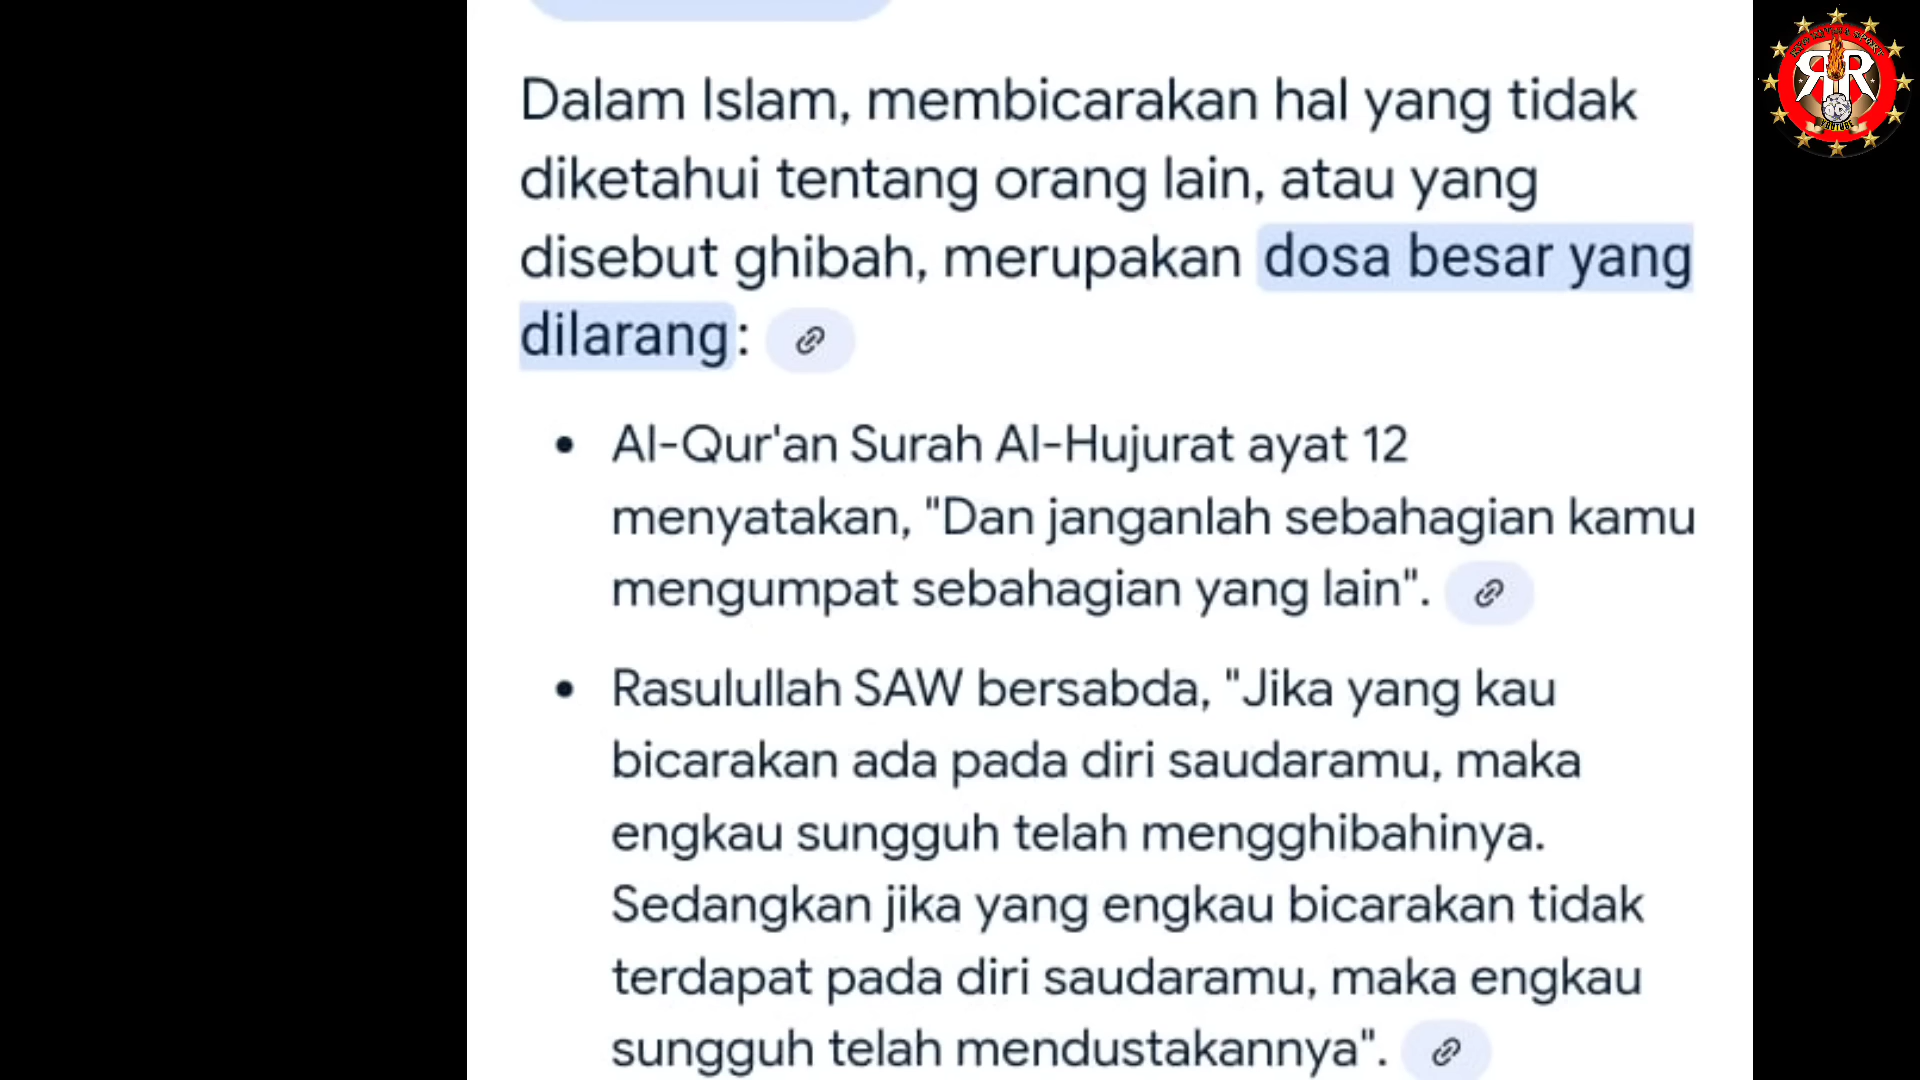 Dalam Islam, membicarakan hal yang tidak
diketahui tentang orang lain, atau yang
disebut ghibah, merupakan dosa besar yang
dilarang:
• Al-Qur'an Surah Al-Hujurat ayat 12
menyatakan, "Dan janganlah sebahagian kamu
mengumpat sebahagian yang lain".
• Rasulullah SAW bersabda, "Jika yang kau
bicarakan ada pada diri saudaramu, maka
engkau sungguh telah mengghibahinya.
Sedangkan jika yang engkau bicarakan tidak
terdapat pada diri saudaramu, maka engkau
sungguh telah mendustakannya".
RR
YOUTUBE